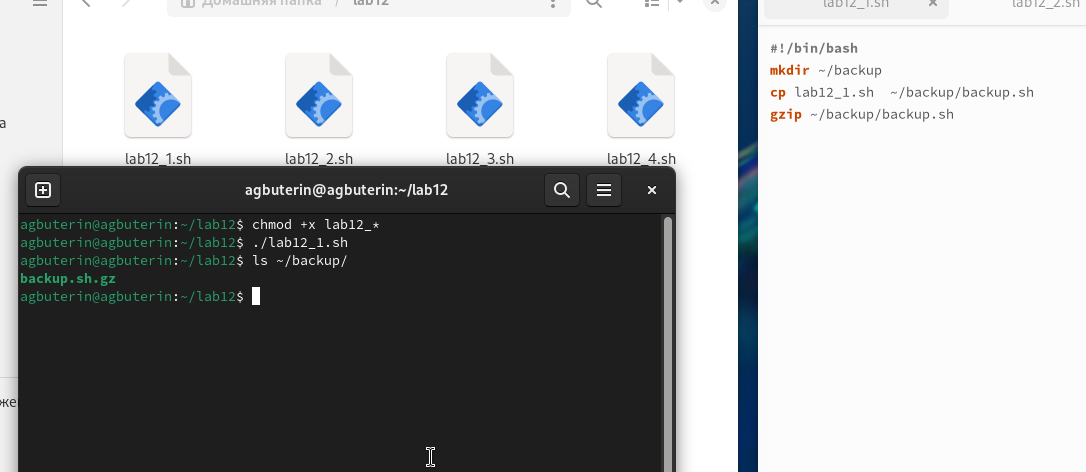 Домашняя папка / lab12
lab12_1.sh
lab12_2.sh
lab12_3.sh
lab12_4.sh
agbuterin@agbuterin:~/lab12
agbuterin@agbuterin:~/lab12$ chmod +x lab12_*
agbuterin@agbuterin:~/lab12$ ./lab12_1.sh
agbuterin@agbuterin:~/lab12$ ls ~/backup/
backup.sh.gz
agbuterin@agbuterin:~/lab12$
lab12_1.sh
lab12_2.sh
#!/bin/bash
mkdir ~/backup
cp lab12_1.sh  ~/backup/backup.sh
gzip ~/backup/backup.sh